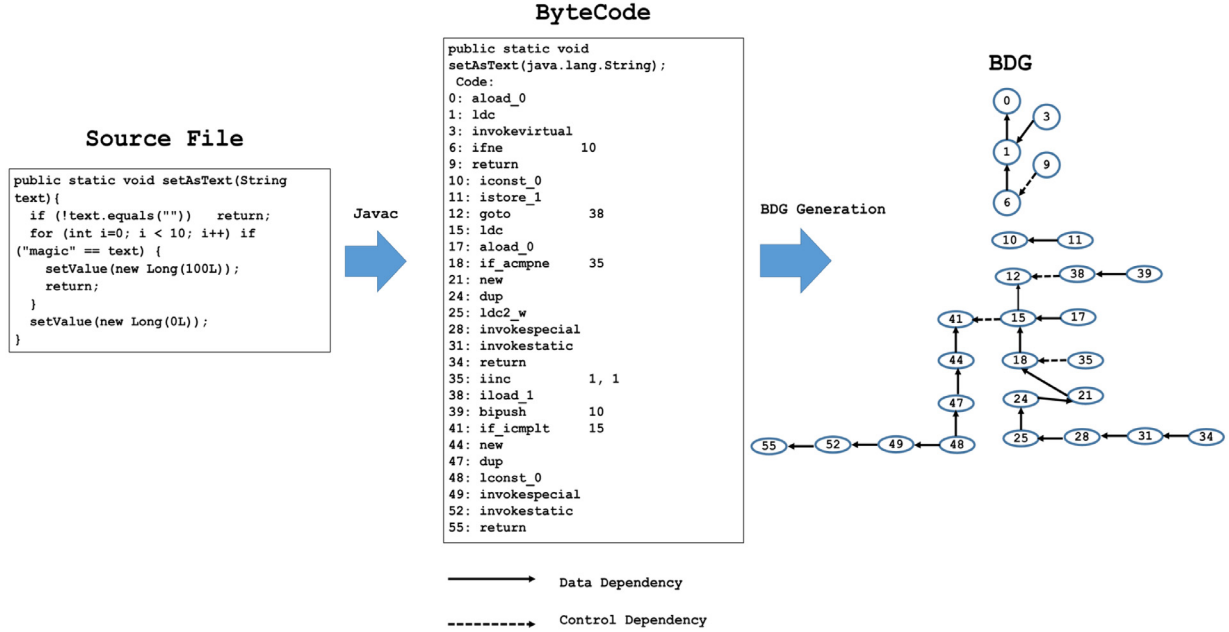 ByteCode
Source File
public static void setAsText(String
text){
if (!text.equals("")) return;
for (int i=0; i < 10; i++) if
("magic" == text) {
setValue(new Long(100L));
return;
}
setValue(new Long(0L));
}
Javac
public static void
setAsText(java.lang.String);
Code:
0: aload_0
1: ldc
3: invokevirtual
6: ifne 10
9: return
10: iconst_0
11: istore_1
12: goto 38
15: ldc
17: aload_0
18: if_acmpne 35
21: new
24: dup
25: ldc2_w
28: invokespecial
31: invokestatic
34: return
35: iinc 1, 1
38: iload_1
39: bipush 10
41: if_icmplt 15
44: new
47: dup
48: lconst_0
49: invokespecial
52: invokestatic
55: return
BDG Generation
BDG
0
3
1
9
6
10 11
12 38 39
41 15 17
44 18 35
47 24 21
55 52 49 48 25 28 31 34
Data Dependency
Control Dependency